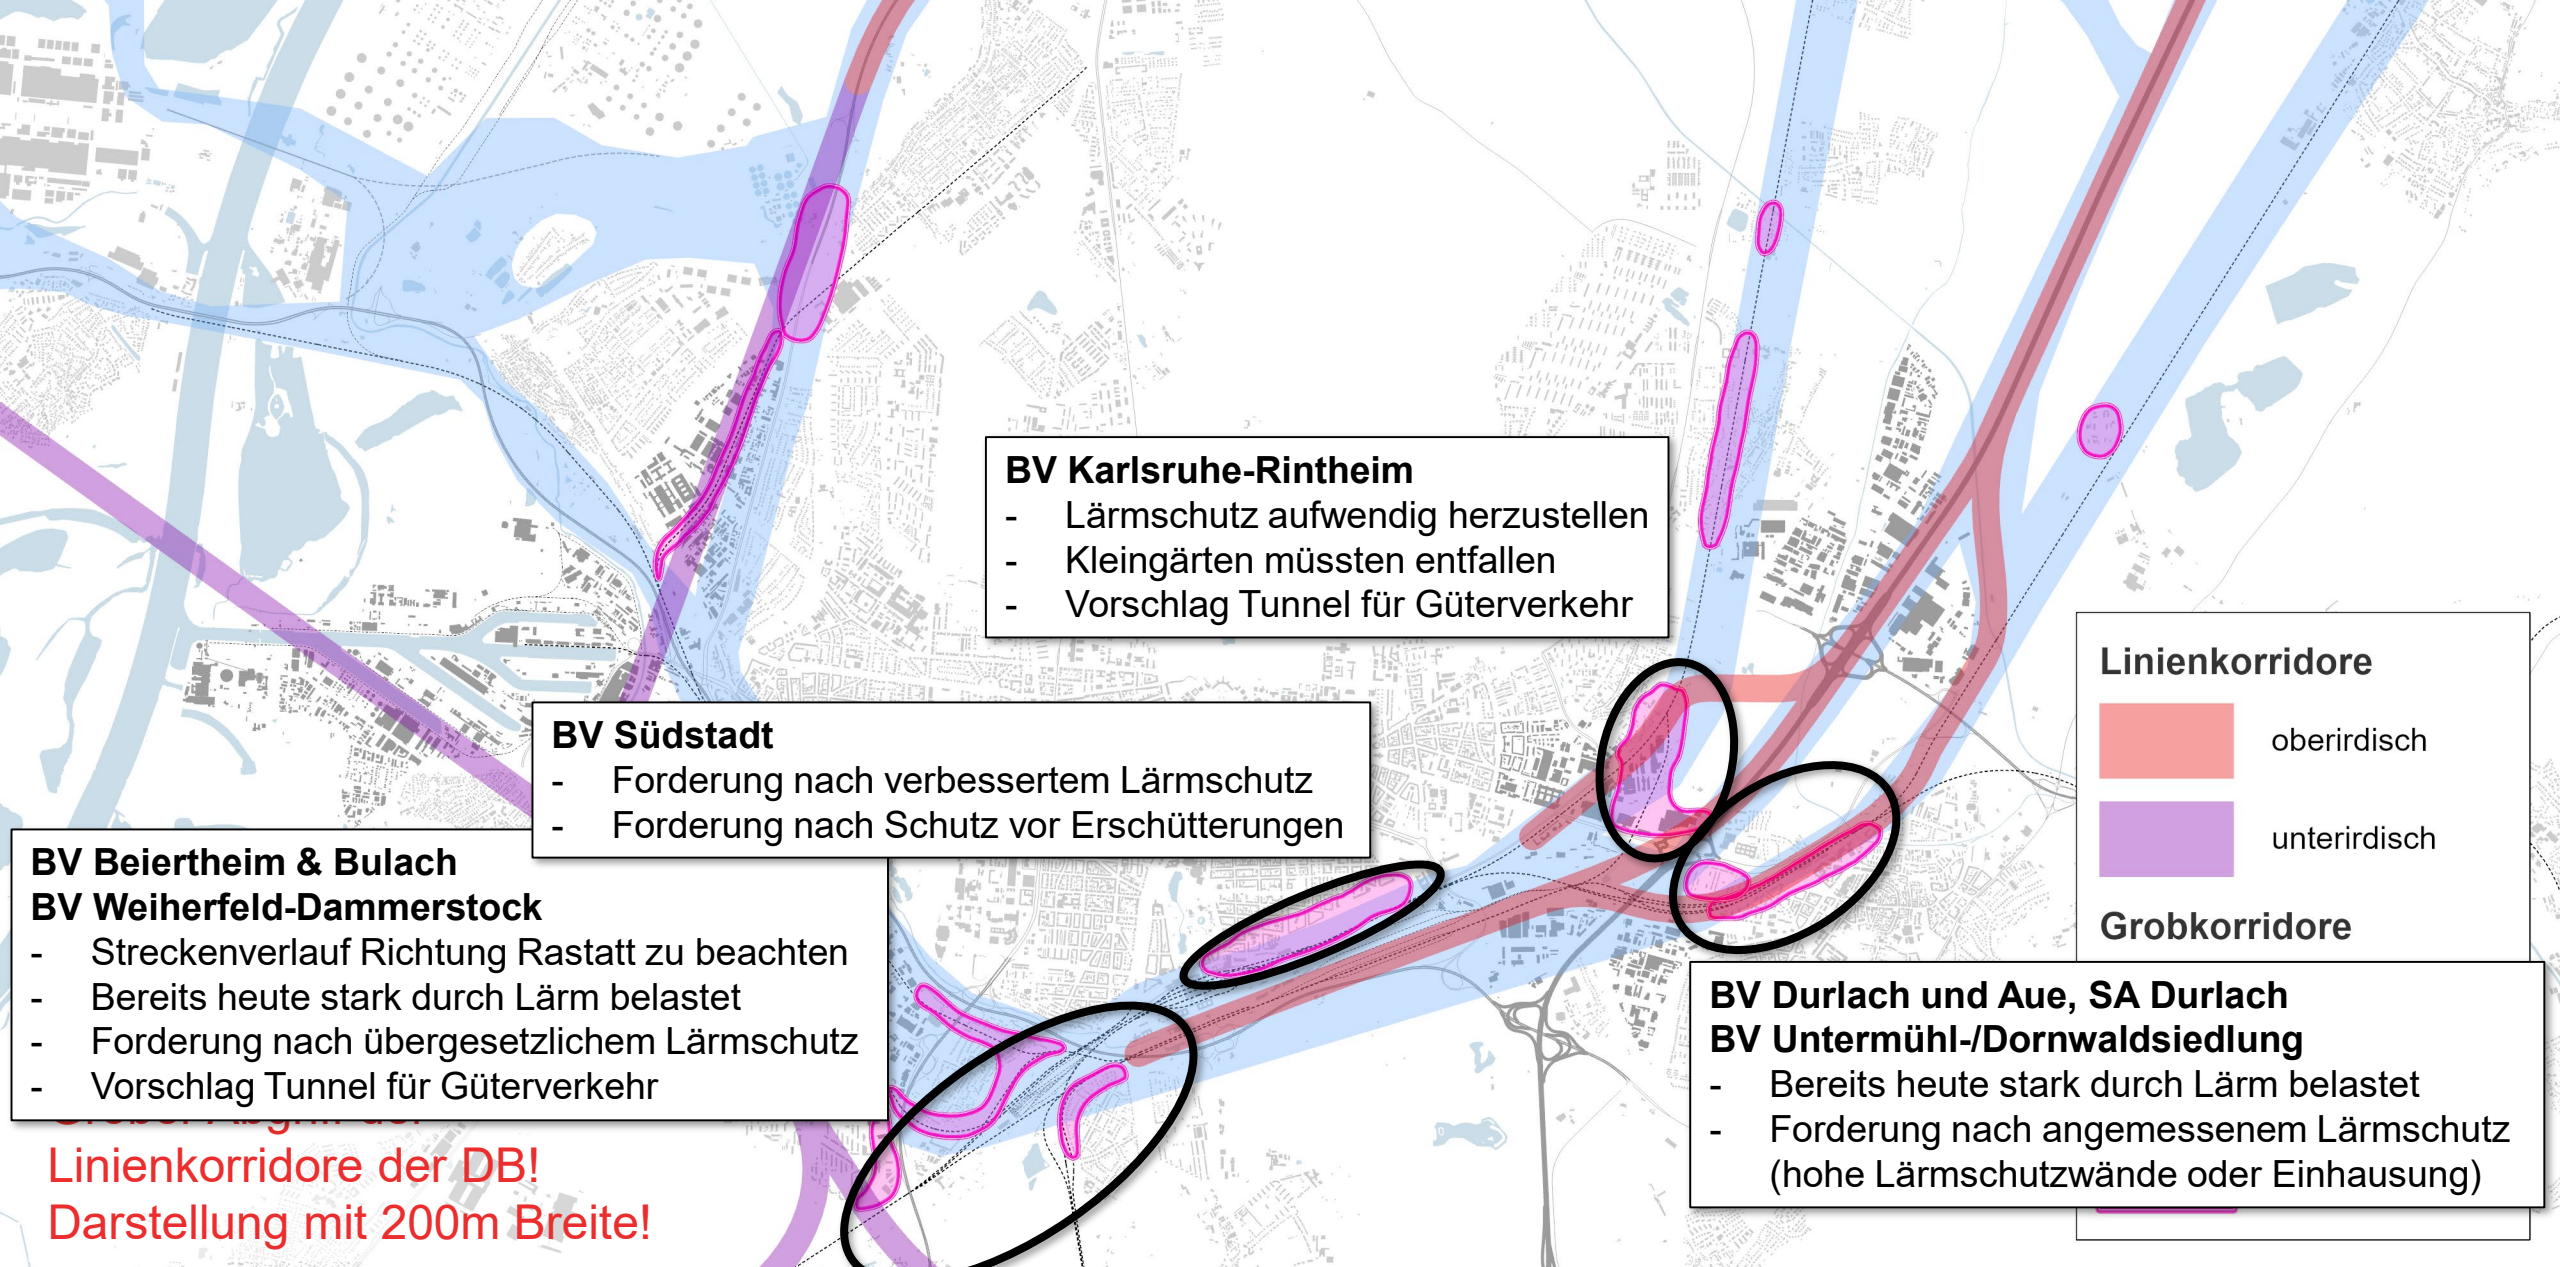 BV Karlsruhe-Rintheim
- Lärmschutz aufwendig herzustellen
- Kleingärten müssten entfallen
- Vorschlag Tunnel für Güterverkehr
BV Südstadt
- Forderung nach verbessertem Lärmschutz
- Forderung nach Schutz vor Erschütterungen
BV Beiertheim & Bulach
BV Weiherfeld-Dammerstock
- Streckenverlauf Richtung Rastatt zu beachten
- Bereits heute stark durch Lärm belastet
- Forderung nach übergesetzlichem Lärmschutz
- Vorschlag Tunnel für Güterverkehr
Linienkorridore der DB!
Darstellung mit 200m Breite!
Linienkorridore
oberirdisch
unterirdisch
Grobkorridore
BV Durlach und Aue, SA Durlach
BV Untermühl-/Dornwaldsiedlung
- Bereits heute stark durch Lärm belastet
- Forderung nach angemessenem Lärmschutz
(hohe Lärmschutzwände oder Einhausung)